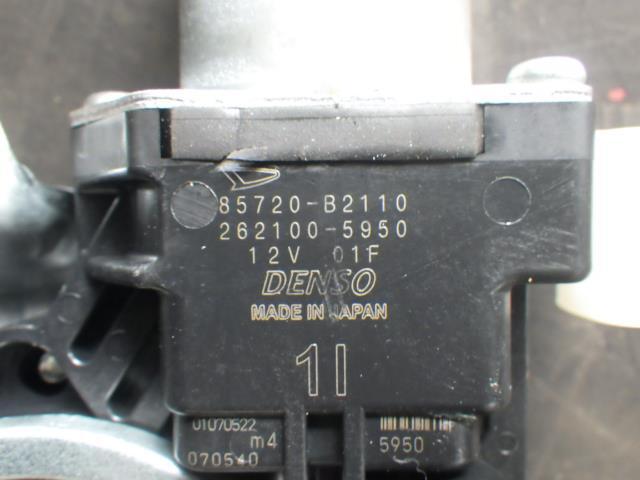 85720-B2110
262100-5950
12V 01F
DENSO
MADE IN JAPAN
1I
01070522
m4
070540
5950